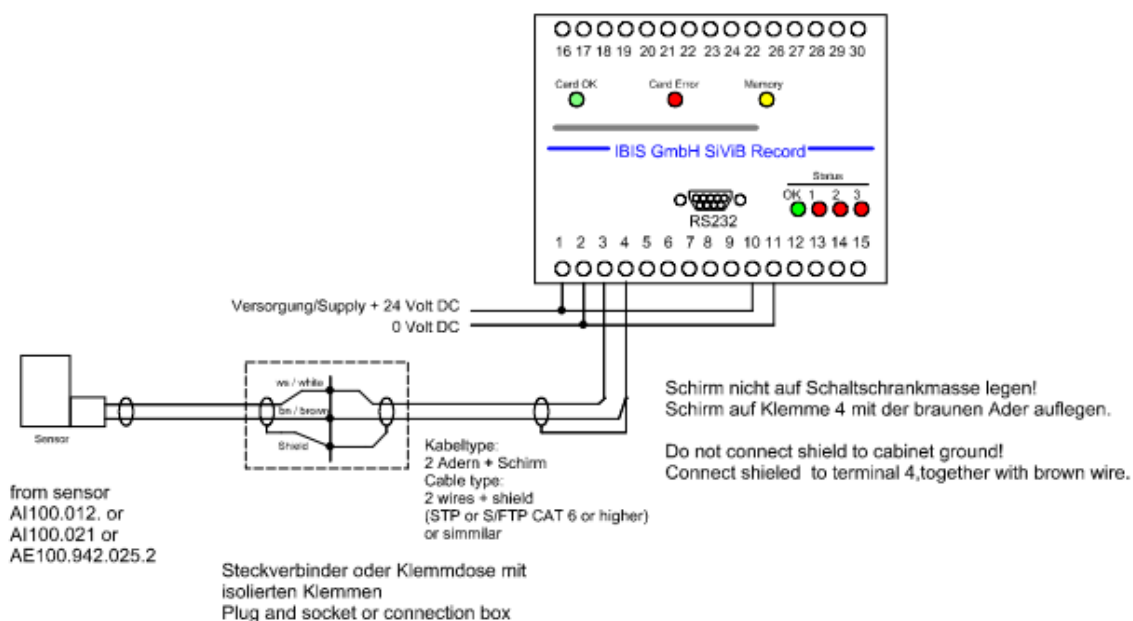 16 17 18 19 20 21 22 23 24 22 26 27 28 29 30
Card OK Card Error Memory
IBIS GmbH SiViB Record
Status
OK 1 2 3
RS232
1 2 3 4 5 6 7 8 9 10 11 12 13 14 15
Versorgung/Supply + 24 Volt DC
0 Volt DC
ws / white
bn / brown
Shield
Sensor
from sensor
AI100.012. or
AI100.021 or
AE100.942.025.2
Kabeltype:
2 Adern + Schirm
Cable type:
2 wires + shield
(STP or S/FTP CAT 6 or higher)
or simmilar
Schirm nicht auf Schaltschrankmasse legen!
Schirm auf Klemme 4 mit der braunen Ader auflegen.
Do not connect shield to cabinet ground!
Connect shieled to terminal 4,together with brown wire.
Steckverbinder oder Klemmdose mit
isolierten Klemmen
Plug and socket or connection box